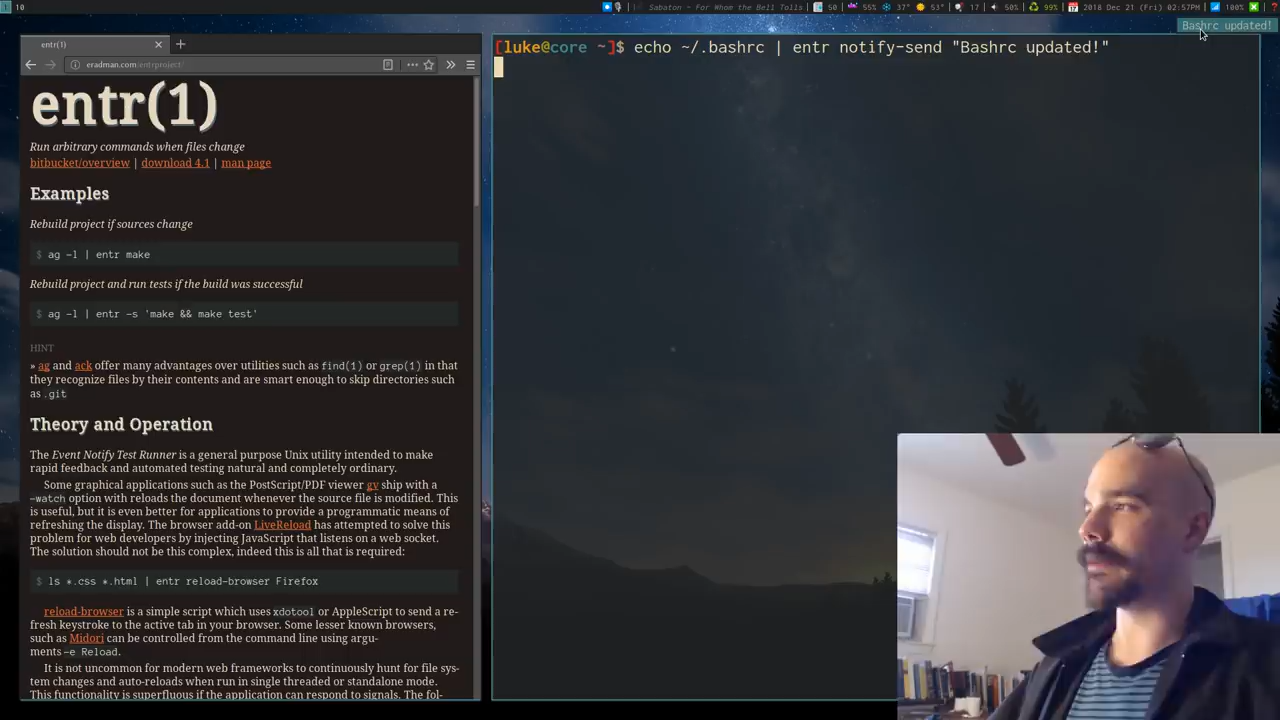 1 10 Sabaton - For Whom the Bell Tolls 50 55% 37° 53° 17 50% 99% 2018 Dec 21 (Fri) 02:57PM 100% 10
Bashrc updated!
entr(1)
eradman.com/entrproject/
entr(1)
Run arbitrary commands when files change
bitbucket/overview | download 4.1 | man page
Examples
Rebuild project if sources change
$ ag -l | entr make
Rebuild project and run tests if the build was successful
$ ag -l | entr -s 'make && make test'
HINT
» ag and ack offer many advantages over utilities such as find(1) or grep(1) in that
they recognize files by their contents and are smart enough to skip directories such
as .git
Theory and Operation
The Event Notify Test Runner is a general purpose Unix utility intended to make
rapid feedback and automated testing natural and completely ordinary.
Some graphical applications such as the PostScript/PDF viewer gv ship with a
-watch option with reloads the document whenever the source file is modified. This
is useful, but it is even better for applications to provide a programmatic means of
refreshing the display. The browser add-on LiveReload has attempted to solve this
problem for web developers by injecting JavaScript that listens on a web socket.
The solution should not be this complex, indeed this is all that is required:
$ ls *.css *.html | entr reload-browser Firefox
reload-browser is a simple script which uses xdotool or AppleScript to send a re-
fresh keystroke to the active tab in your browser. Some lesser known browsers,
such as Midori can be controlled from the command line using argu-
ments -e Reload.
It is not uncommon for modern web frameworks to continuously hunt for file sys-
tem changes and auto-reloads when run in single threaded or standalone mode.
This functionality is superfluous if the application can respond to signals. The fol-
[luke@core ~]$ echo ~/.bashrc | entr notify-send "Bashrc updated!"